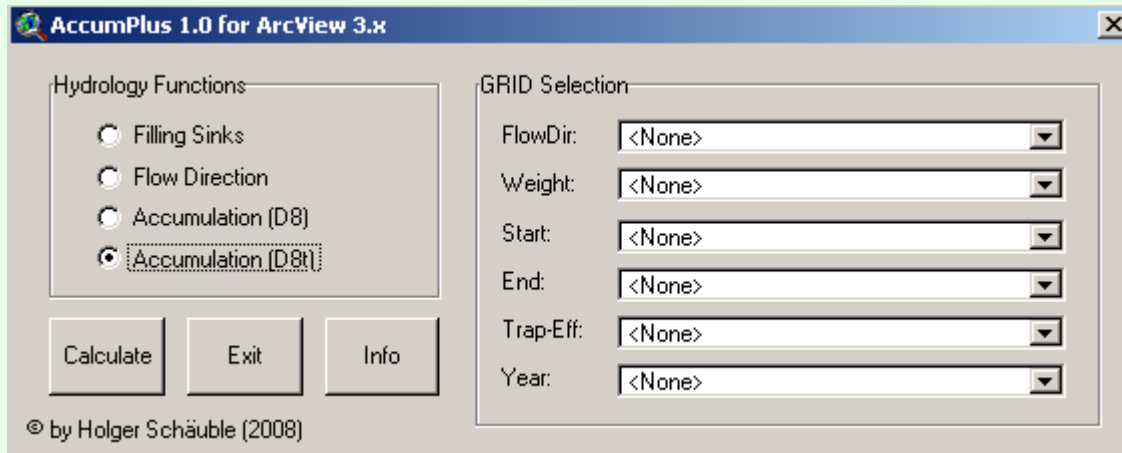 AccumPlus 1.0 for ArcView 3.x
Hydrology Functions
Filling Sinks
Flow Direction
Accumulation (D8)
Accumulation (D8t)
Calculate
Exit
Info
© by Holger Schäuble (2008)
GRID Selection
FlowDir: <None>
Weight: <None>
Start: <None>
End: <None>
Trap-Eff: <None>
Year: <None>